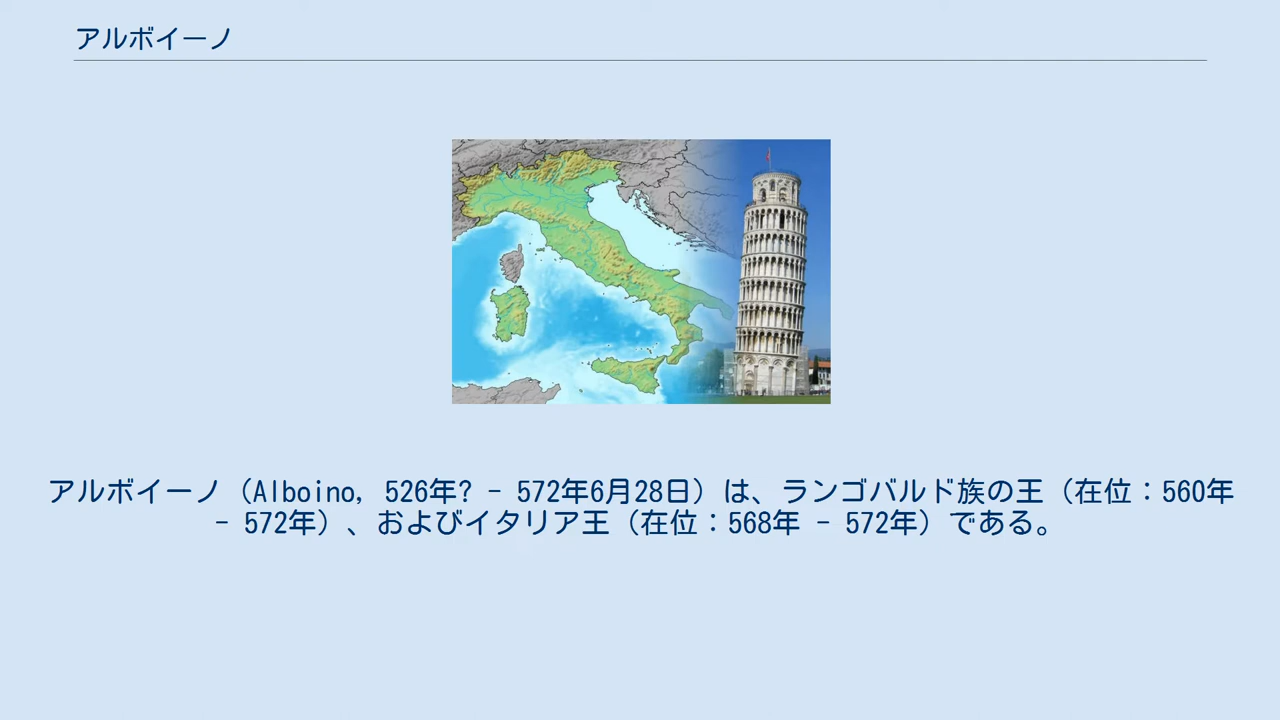 アルボイーノ
アルボイーノ（Alboino, 526年? - 572年6月28日）は、ランゴバルド族の王（在位：560年
- 572年）、およびイタリア王（在位：568年 - 572年）である。